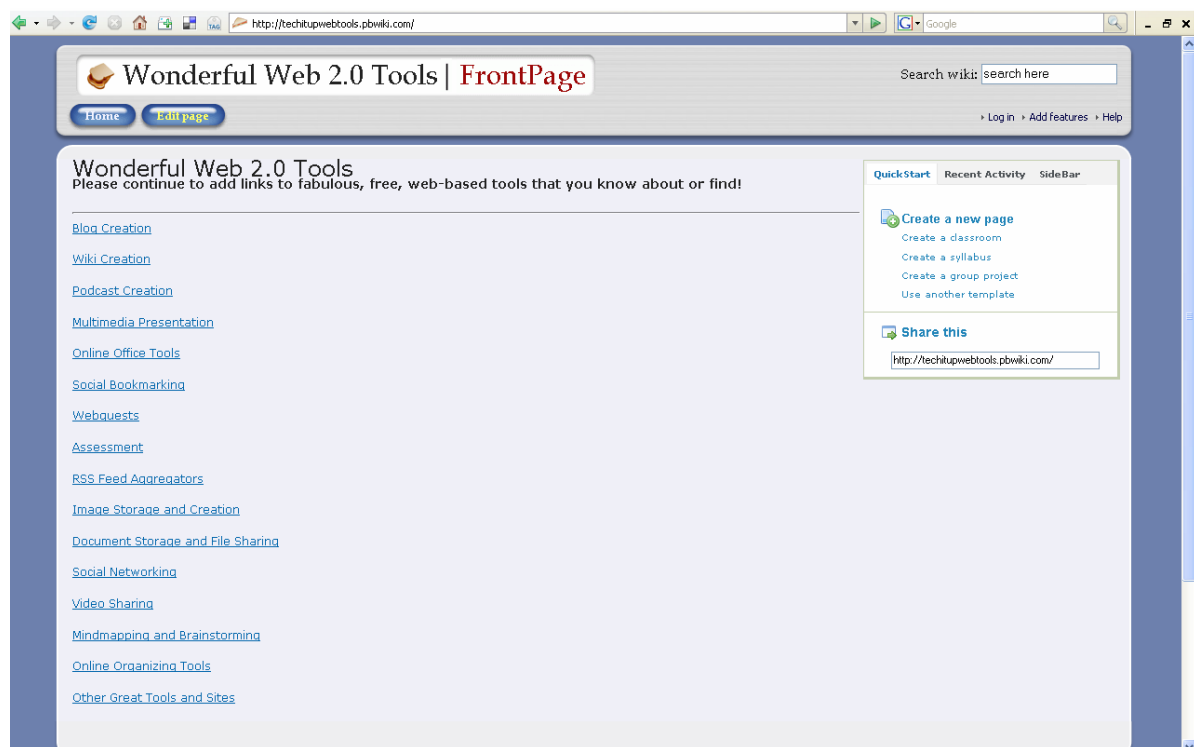 http://techitupwebtools.pbwiki.com/
G Google
TAG
Wonderful Web 2.0 Tools | FrontPage
Search wiki: search here
Home Edit page
Log in Add features Help
Wonderful Web 2.0 Tools
Please continue to add links to fabulous, free, web-based tools that you know about or find!
Blog Creation
Wiki Creation
Podcast Creation
Multimedia Presentation
Online Office Tools
Social Bookmarking
Webquests
Assessment
RSS Feed Aggregators
Image Storage and Creation
Document Storage and File Sharing
Social Networking
Video Sharing
Mindmapping and Brainstorming
Online Organizing Tools
Other Great Tools and Sites
QuickStart Recent Activity SideBar
Create a new page
Create a classroom
Create a syllabus
Create a group project
Use another template
Share this
http://techitupwebtools.pbwiki.com/